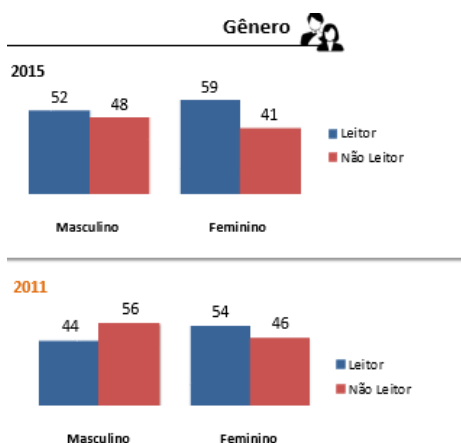 Gênero
2015
52 48 59 41
Leitor
Não Leitor
Masculino Feminino
2011
44 56 54 46
Leitor
Não Leitor
Masculino Feminino